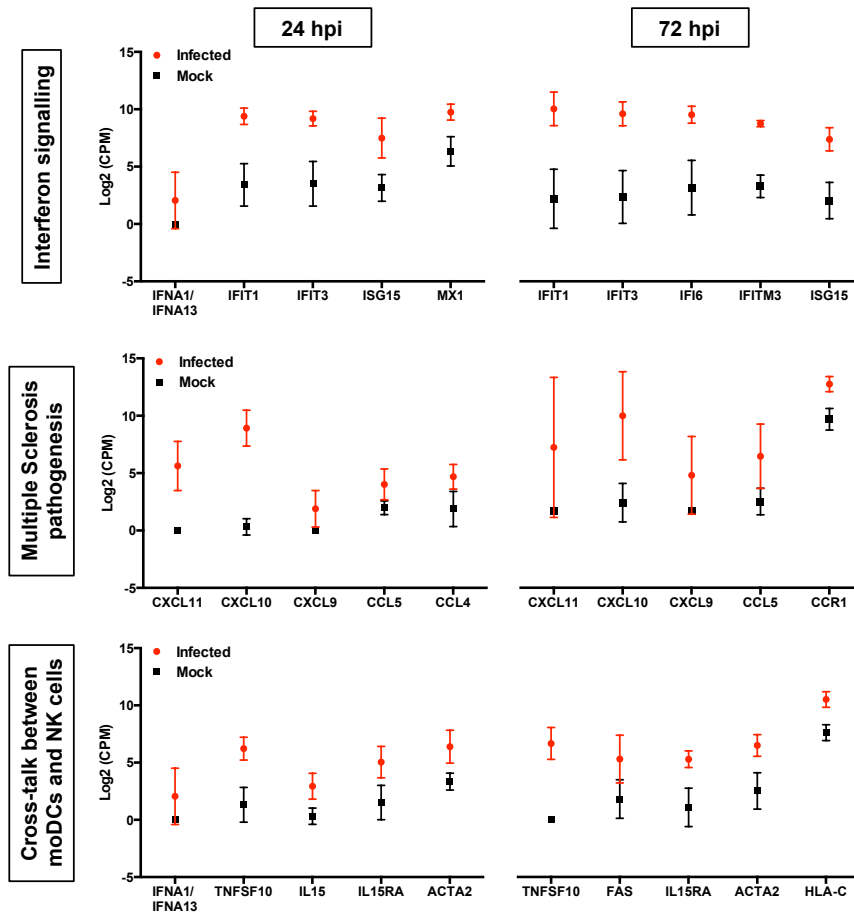 24 hpi
72 hpi
Interferon signalling
Log2 (CPM)
15
10
5
0
-5
Infected
Mock
IFNA1/
IFNA13
IFIT1
IFIT3
ISG15
MX1
IFIT1
IFIT3
IFI6
IFITM3
ISG15
Multiple Sclerosis
pathogenesis
Log2 (CPM)
15
10
5
0
-5
Infected
Mock
CXCL11
CXCL10
CXCL9
CCL5
CCL4
CXCL11
CXCL10
CXCL9
CCL5
CCR1
Cross-talk between
moDCs and NK cells
Log2 (CPM)
15
10
5
0
-5
Infected
Mock
IFNA1/
IFNA13
TNFSF10
IL15
IL15RA
ACTA2
TNFSF10
FAS
IL15RA
ACTA2
HLA-C